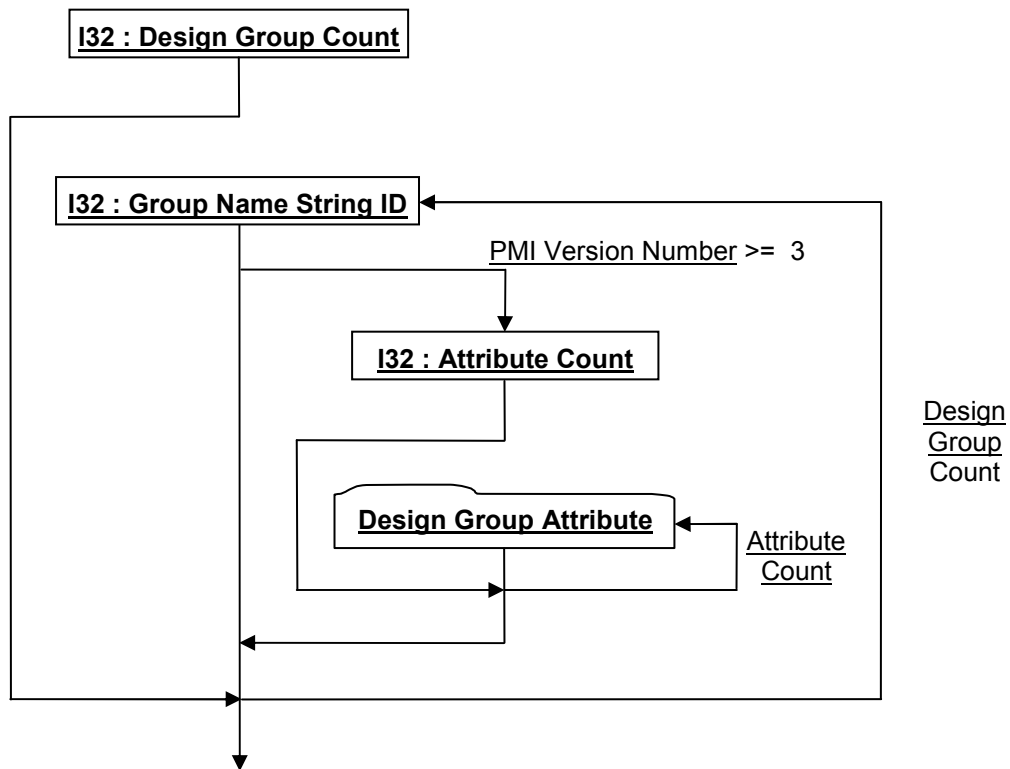 I32 : Design Group Count
I32 : Group Name String ID
PMI Version Number >= 3
I32 : Attribute Count
Design
Group
Count
Design Group Attribute
Attribute
Count